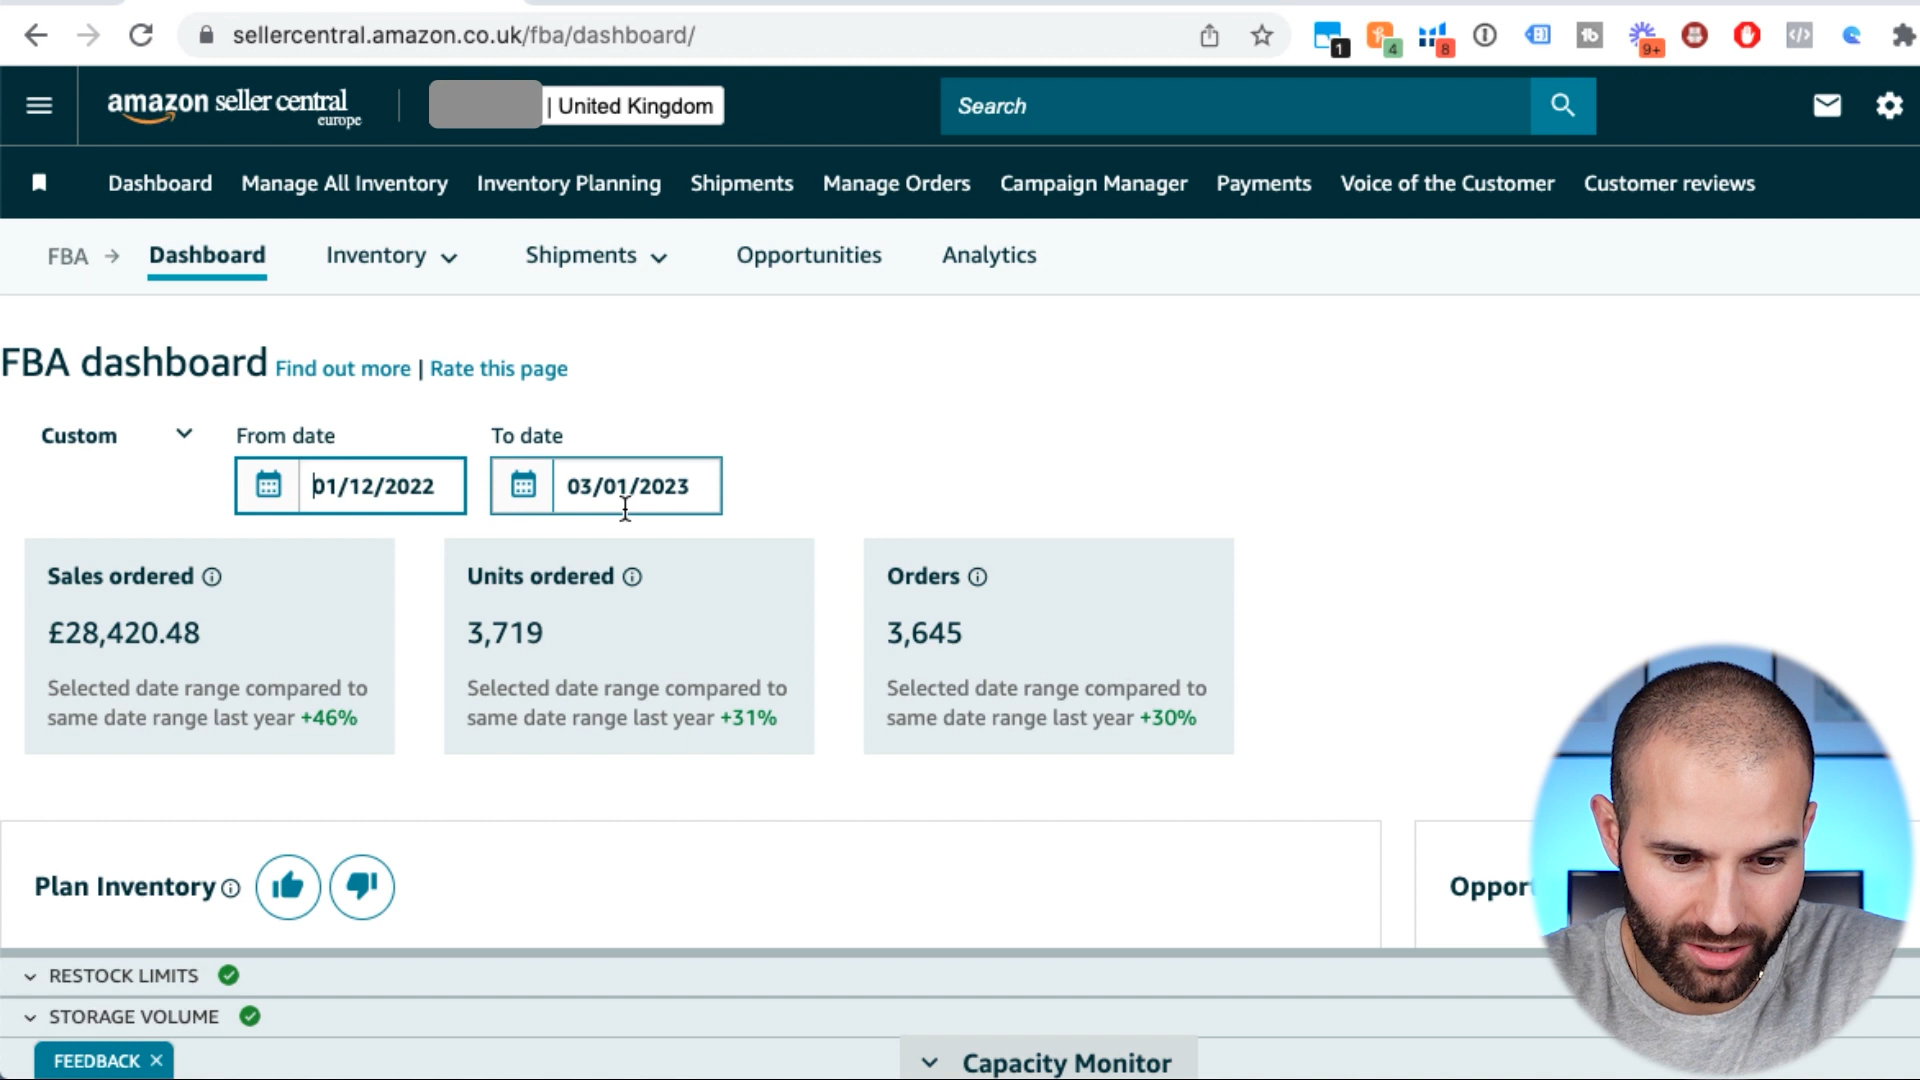 sellercentral.amazon.co.uk/fba/dashboard/
1
4
8
9+
amazon seller central
europe
| United Kingdom
Search
Dashboard Manage All Inventory Inventory Planning Shipments Manage Orders Campaign Manager Payments Voice of the Customer Customer reviews
FBA → Dashboard Inventory Shipments Opportunities Analytics
FBA dashboard Find out more | Rate this page
Custom From date To date
01/12/2022 03/01/2023
Sales ordered
£28,420.48
Selected date range compared to
same date range last year +46%
Units ordered
3,719
Selected date range compared to
same date range last year +31%
Orders
3,645
Selected date range compared to
same date range last year +30%
Plan Inventory
Oppor
RESTOCK LIMITS
STORAGE VOLUME
FEEDBACK ×
Capacity Monitor